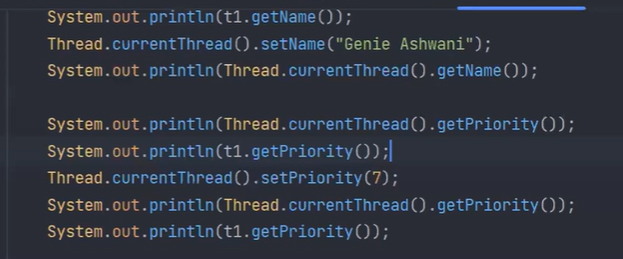 System.out.println(t1.getName());
Thread.currentThread().setName("Genie Ashwani");
System.out.println(Thread.currentThread().getName());
System.out.println(Thread.currentThread().getPriority());
System.out.println(t1.getPriority());
Thread.currentThread().setPriority(7);
System.out.println(Thread.currentThread().getPriority());
System.out.println(t1.getPriority());